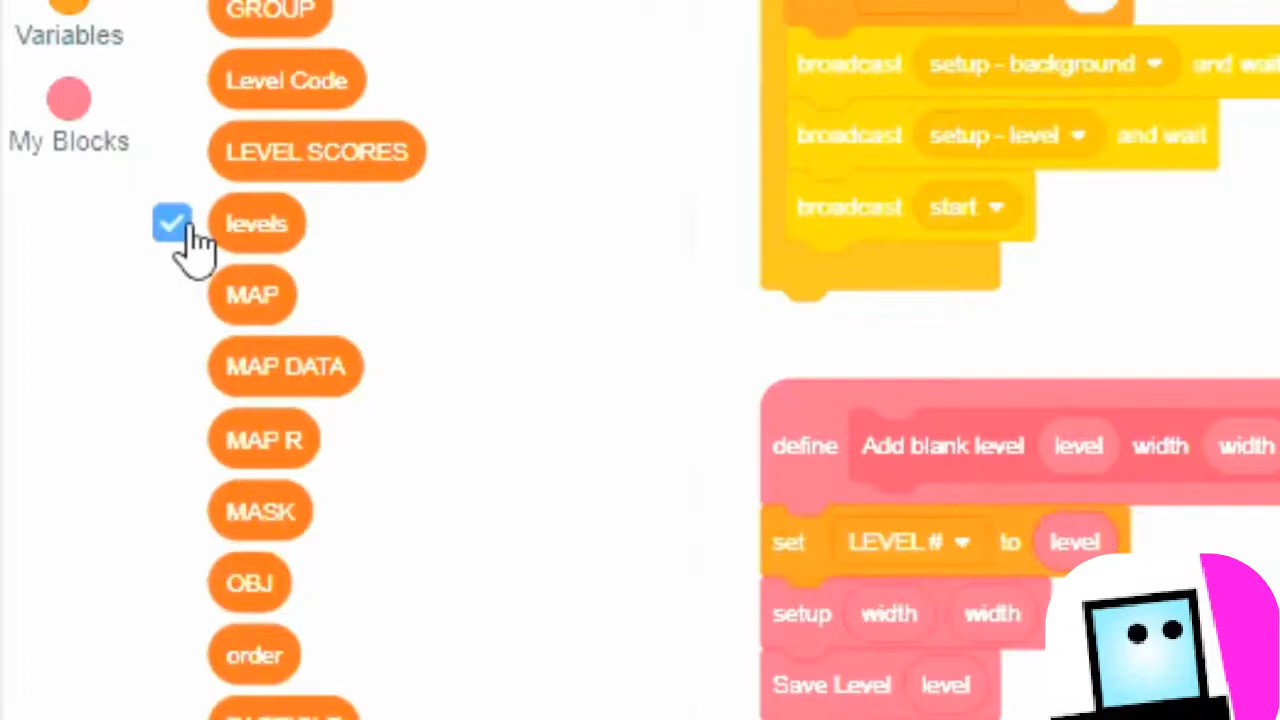 Variables
My Blocks
GROUP
Level Code
LEVEL SCORES
levels
MAP
MAP DATA
MAP R
MASK
OBJ
order
broadcast setup - background and wait
broadcast setup - level and wait
broadcast start
define Add blank level level width width
set LEVEL # to level
setup width width
Save Level level